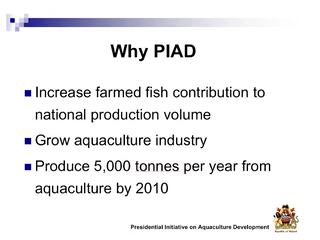 Why PIAD
Increase farmed fish contribution to
national production volume
Grow aquaculture industry
Produce 5,000 tonnes per year from
aquaculture by 2010
Presidential Initiative on Aquaculture Development